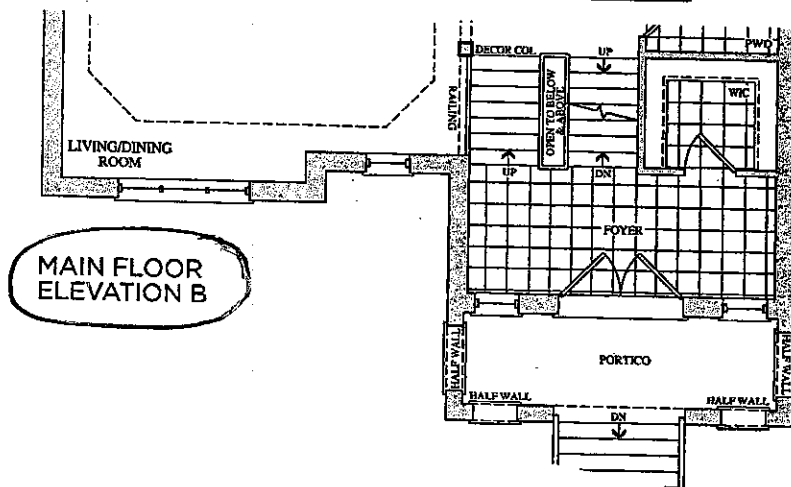 DECOR COL.
UP
PWD
RAILING
OPEN TO BELOW
& ABOVE
WIC
LIVING/DINING
ROOM
UP
DN
FOYER
MAIN FLOOR
ELEVATION B
HALF WALL
PORTICO
HALF WALL
HALF WALL
HALF WALL
DN